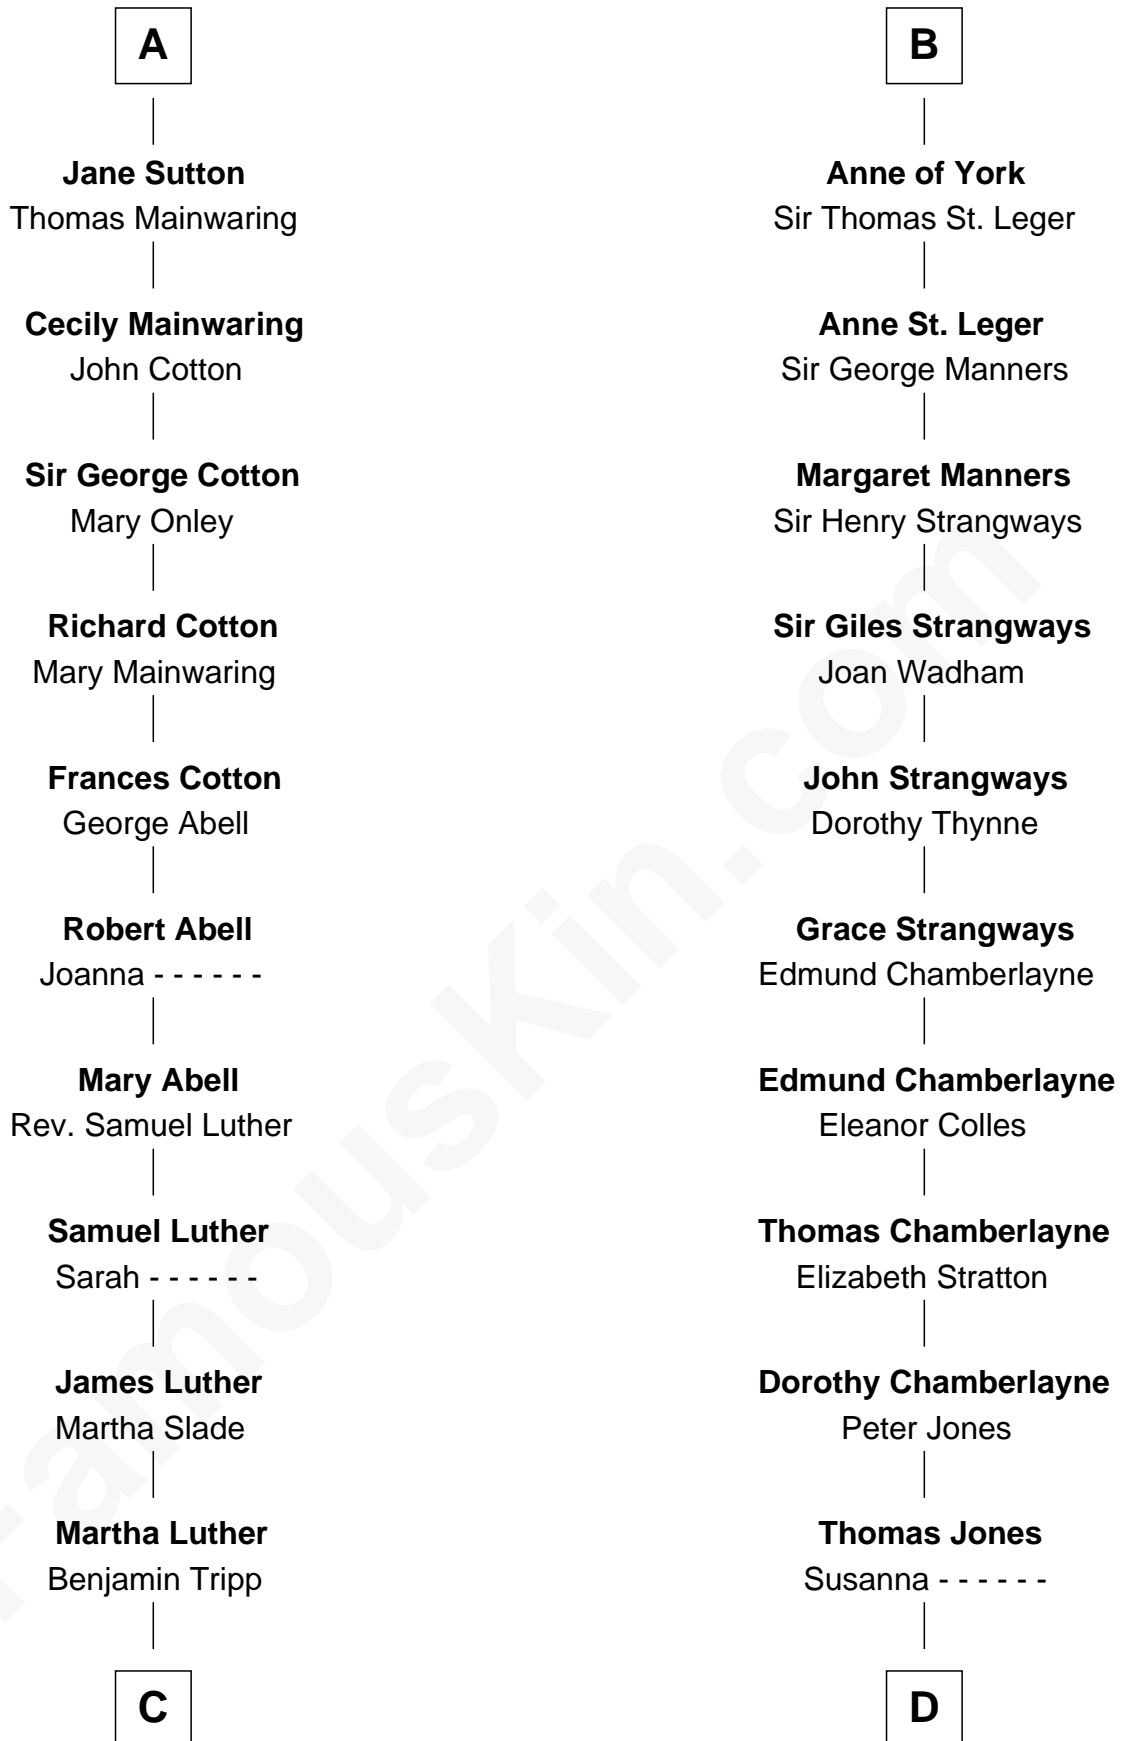 A
Jane Sutton
Thomas Mainwaring
Cecily Mainwaring
John Cotton
Sir George Cotton
Mary Onley
Richard Cotton
Mary Mainwaring
Frances Cotton
George Abell
Robert Abell
Joanna - - - - - -
Mary Abell
Rev. Samuel Luther
Samuel Luther
Sarah - - - - - -
James Luther
Martha Slade
Martha Luther
Benjamin Tripp
C
B
Anne of York
Sir Thomas St. Leger
Anne St. Leger
Sir George Manners
Margaret Manners
Sir Henry Strangways
Sir Giles Strangways
Joan Wadham
John Strangways
Dorothy Thynne
Grace Strangways
Edmund Chamberlayne
Edmund Chamberlayne
Eleanor Colles
Thomas Chamberlayne
Elizabeth Stratton
Dorothy Chamberlayne
Peter Jones
Thomas Jones
Susanna - - - - - -
D
FamousKin.com